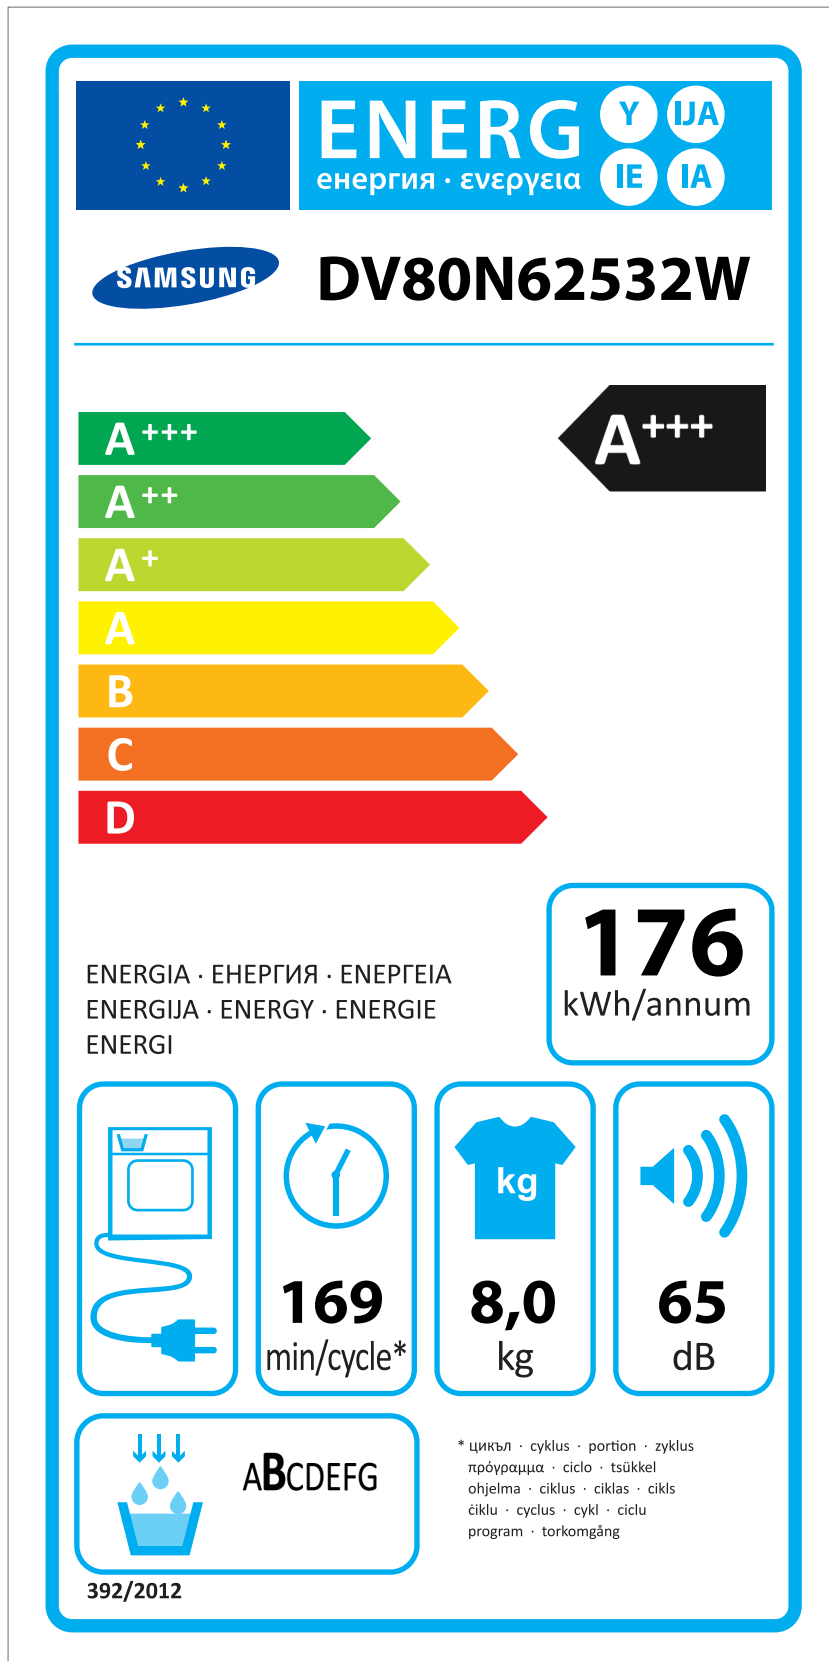 ENERG Y IJA
енергия · ενεργεια IE IA
SAMSUNG DV80N62532W
A+++ A+++
A++
A+
A
B
C
D
176
kWh/annum
ENERGIA · ЕНЕРГИЯ · ΕΝΕΡΓΕΙΑ
ENERGIJA · ENERGY · ENERGIE
ENERGI
kg
169 8,0 65
min/cycle* kg dB
ABCDEFG
* цикъл · cyklus · portion · zyklus
πρόγραμμα · ciclo · tsükkel
ohjelma · ciklus · ciklas · cikls
ċiklu · cyclus · cykl · ciclu
program · torkomgång
392/2012